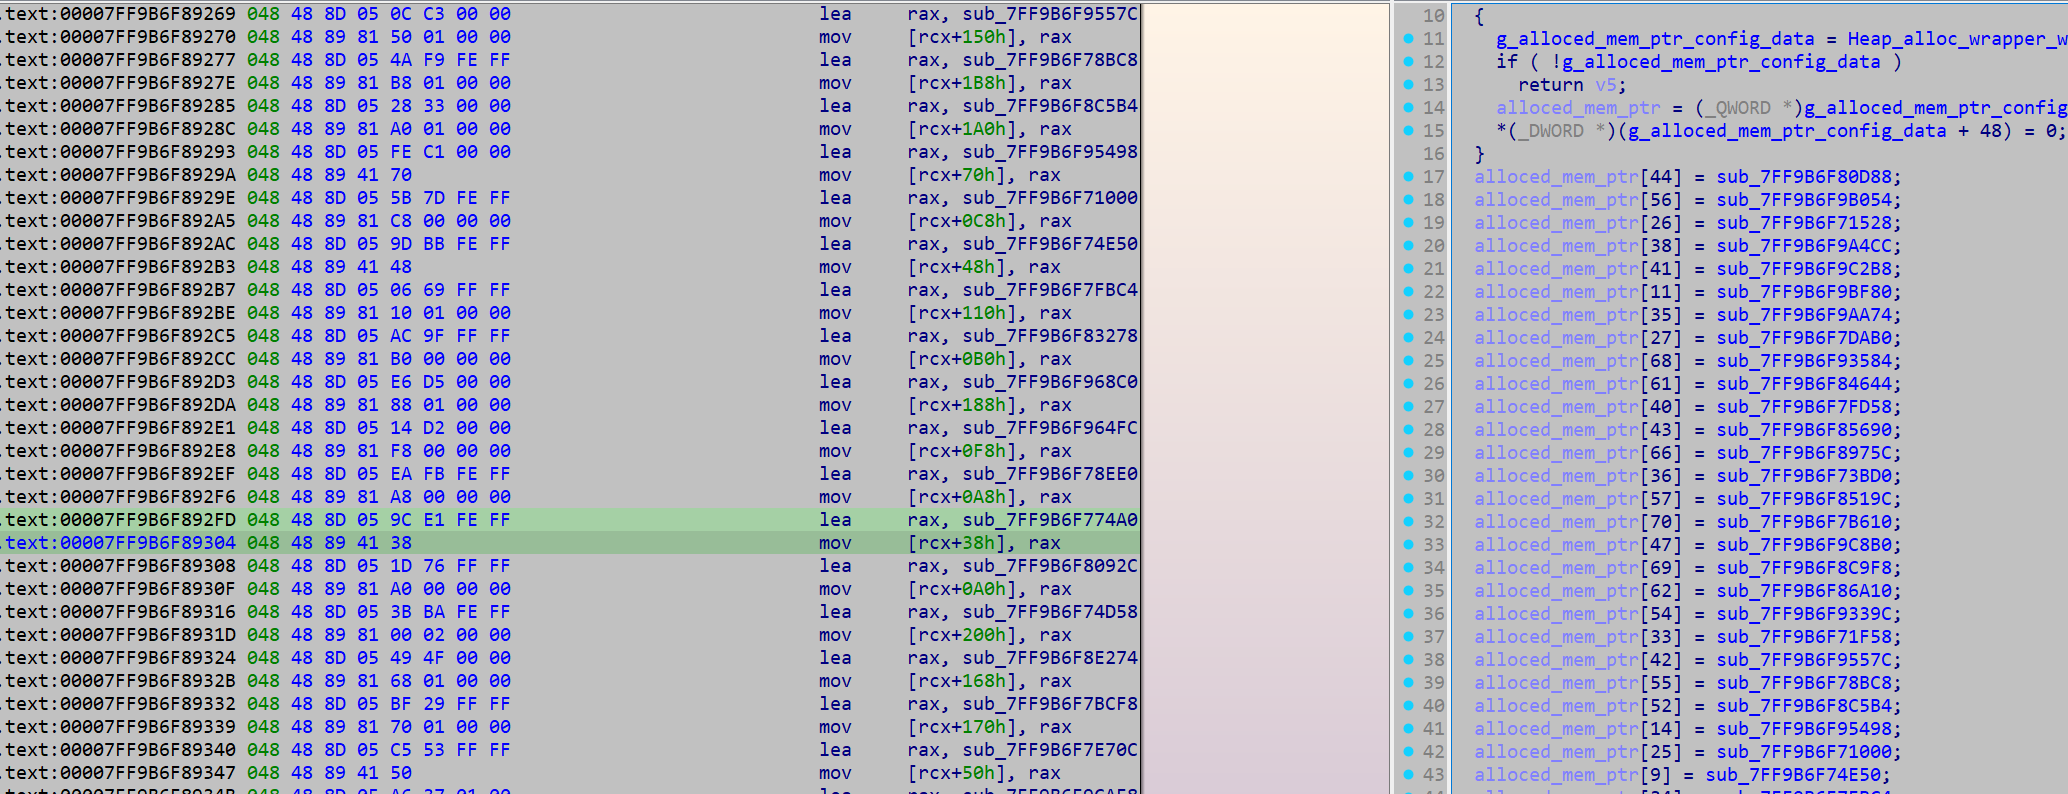 .text:00007FF9B6F89269 048 48 8D 05 0C C3 00 00 lea rax, sub_7FF9B6F9557C
.text:00007FF9B6F89270 048 48 89 81 50 01 00 00 mov [rcx+150h], rax
.text:00007FF9B6F89277 048 48 8D 05 4A F9 FE FF lea rax, sub_7FF9B6F78BC8
.text:00007FF9B6F8927E 048 48 89 81 B8 01 00 00 mov [rcx+1B8h], rax
.text:00007FF9B6F89285 048 48 8D 05 28 33 00 00 lea rax, sub_7FF9B6F8C5B4
.text:00007FF9B6F8928C 048 48 89 81 A0 01 00 00 mov [rcx+1A0h], rax
.text:00007FF9B6F89293 048 48 8D 05 FE C1 00 00 lea rax, sub_7FF9B6F95498
.text:00007FF9B6F8929A 048 48 89 41 70 mov [rcx+70h], rax
.text:00007FF9B6F8929E 048 48 8D 05 5B 7D FE FF lea rax, sub_7FF9B6F71000
.text:00007FF9B6F892A5 048 48 89 81 C8 00 00 00 mov [rcx+0C8h], rax
.text:00007FF9B6F892AC 048 48 8D 05 9D BB FE FF lea rax, sub_7FF9B6F74E50
.text:00007FF9B6F892B3 048 48 89 41 48 mov [rcx+48h], rax
.text:00007FF9B6F892B7 048 48 8D 05 06 69 FF FF lea rax, sub_7FF9B6F7FBC4
.text:00007FF9B6F892BE 048 48 89 81 10 01 00 00 mov [rcx+110h], rax
.text:00007FF9B6F892C5 048 48 8D 05 AC 9F FF FF lea rax, sub_7FF9B6F83278
.text:00007FF9B6F892CC 048 48 89 81 B0 00 00 00 mov [rcx+0B0h], rax
.text:00007FF9B6F892D3 048 48 8D 05 E6 D5 00 00 lea rax, sub_7FF9B6F968C0
.text:00007FF9B6F892DA 048 48 89 81 88 01 00 00 mov [rcx+188h], rax
.text:00007FF9B6F892E1 048 48 8D 05 14 D2 00 00 lea rax, sub_7FF9B6F964FC
.text:00007FF9B6F892E8 048 48 89 81 F8 00 00 00 mov [rcx+0F8h], rax
.text:00007FF9B6F892EF 048 48 8D 05 EA FB FE FF lea rax, sub_7FF9B6F78EE0
.text:00007FF9B6F892F6 048 48 89 81 A8 00 00 00 mov [rcx+0A8h], rax
.text:00007FF9B6F892FD 048 48 8D 05 9C E1 FE FF lea rax, sub_7FF9B6F774A0
.text:00007FF9B6F89304 048 48 89 41 38 mov [rcx+38h], rax
.text:00007FF9B6F89308 048 48 8D 05 1D 76 FF FF lea rax, sub_7FF9B6F8092C
.text:00007FF9B6F8930F 048 48 89 81 A0 00 00 00 mov [rcx+0A0h], rax
.text:00007FF9B6F89316 048 48 8D 05 3B BA FE FF lea rax, sub_7FF9B6F74D58
.text:00007FF9B6F8931D 048 48 89 81 00 02 00 00 mov [rcx+200h], rax
.text:00007FF9B6F89324 048 48 8D 05 49 4F 00 00 lea rax, sub_7FF9B6F8E274
.text:00007FF9B6F8932B 048 48 89 81 68 01 00 00 mov [rcx+168h], rax
.text:00007FF9B6F89332 048 48 8D 05 BF 29 FF FF lea rax, sub_7FF9B6F7BCF8
.text:00007FF9B6F89339 048 48 89 81 70 01 00 00 mov [rcx+170h], rax
.text:00007FF9B6F89340 048 48 8D 05 C5 53 FF FF lea rax, sub_7FF9B6F7E70C
.text:00007FF9B6F89347 048 48 89 41 50 mov [rcx+50h], rax
10 {
11 g_alloced_mem_ptr_config_data = Heap_alloc_wrapper_w
12 if ( !g_alloced_mem_ptr_config_data )
13 return v5;
14 alloced_mem_ptr = (_QWORD *)g_alloced_mem_ptr_config
15 *(_DWORD *)(g_alloced_mem_ptr_config_data + 48) = 0;
16 }
17 alloced_mem_ptr[44] = sub_7FF9B6F80D88;
18 alloced_mem_ptr[56] = sub_7FF9B6F9B054;
19 alloced_mem_ptr[26] = sub_7FF9B6F71528;
20 alloced_mem_ptr[38] = sub_7FF9B6F9A4CC;
21 alloced_mem_ptr[41] = sub_7FF9B6F9C2B8;
22 alloced_mem_ptr[11] = sub_7FF9B6F9BF80;
23 alloced_mem_ptr[35] = sub_7FF9B6F9AA74;
24 alloced_mem_ptr[27] = sub_7FF9B6F7DAB0;
25 alloced_mem_ptr[68] = sub_7FF9B6F93584;
26 alloced_mem_ptr[61] = sub_7FF9B6F84644;
27 alloced_mem_ptr[40] = sub_7FF9B6F7FD58;
28 alloced_mem_ptr[43] = sub_7FF9B6F85690;
29 alloced_mem_ptr[66] = sub_7FF9B6F8975C;
30 alloced_mem_ptr[36] = sub_7FF9B6F73BD0;
31 alloced_mem_ptr[57] = sub_7FF9B6F8519C;
32 alloced_mem_ptr[70] = sub_7FF9B6F7B610;
33 alloced_mem_ptr[47] = sub_7FF9B6F9C8B0;
34 alloced_mem_ptr[69] = sub_7FF9B6F8C9F8;
35 alloced_mem_ptr[62] = sub_7FF9B6F86A10;
36 alloced_mem_ptr[54] = sub_7FF9B6F9339C;
37 alloced_mem_ptr[33] = sub_7FF9B6F71F58;
38 alloced_mem_ptr[42] = sub_7FF9B6F9557C;
39 alloced_mem_ptr[55] = sub_7FF9B6F78BC8;
40 alloced_mem_ptr[52] = sub_7FF9B6F8C5B4;
41 alloced_mem_ptr[14] = sub_7FF9B6F95498;
42 alloced_mem_ptr[25] = sub_7FF9B6F71000;
43 alloced_mem_ptr[9] = sub_7FF9B6F74E50;